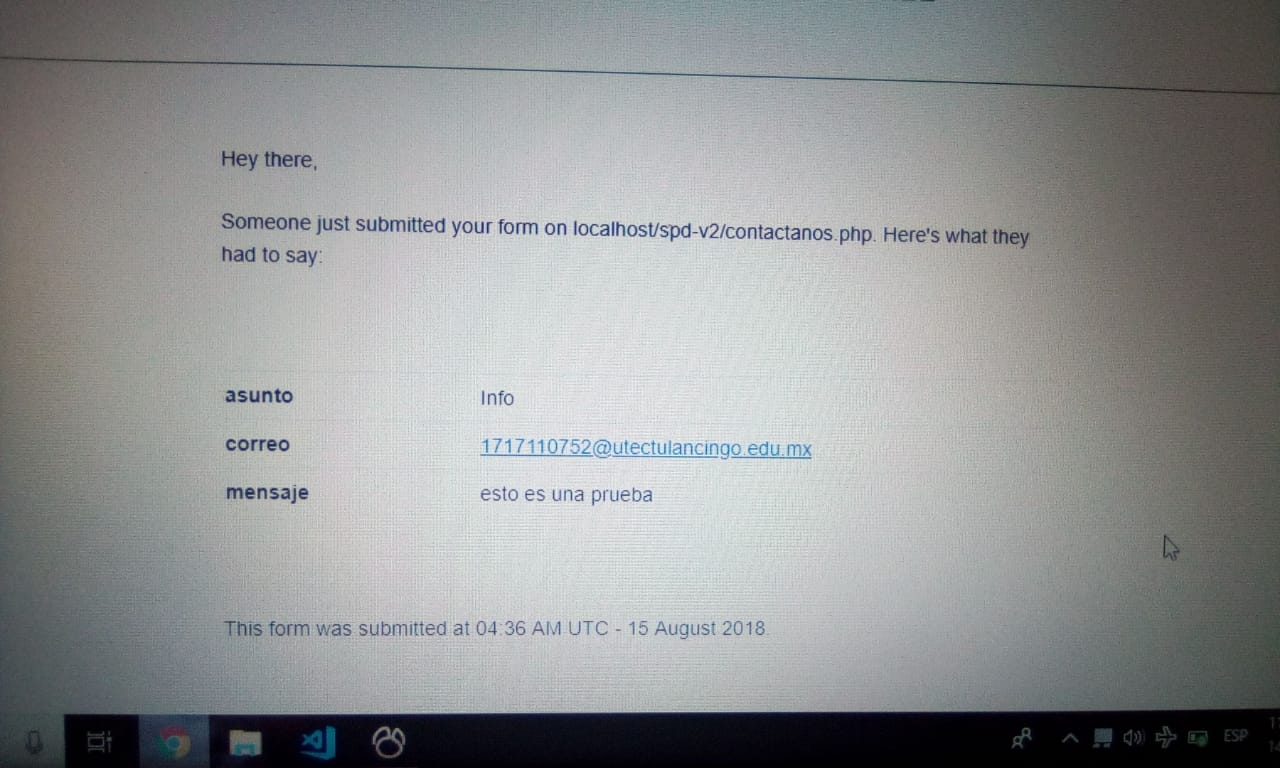 Hey there,
Someone just submitted your form on localhost/spd-v2/contactanos.php. Here's what they
had to say:
asunto Info
correo 1717110752@utectulancingo.edu.mx
mensaje esto es una prueba
This form was submitted at 04:36 AM UTC - 15 August 2018.
ESP